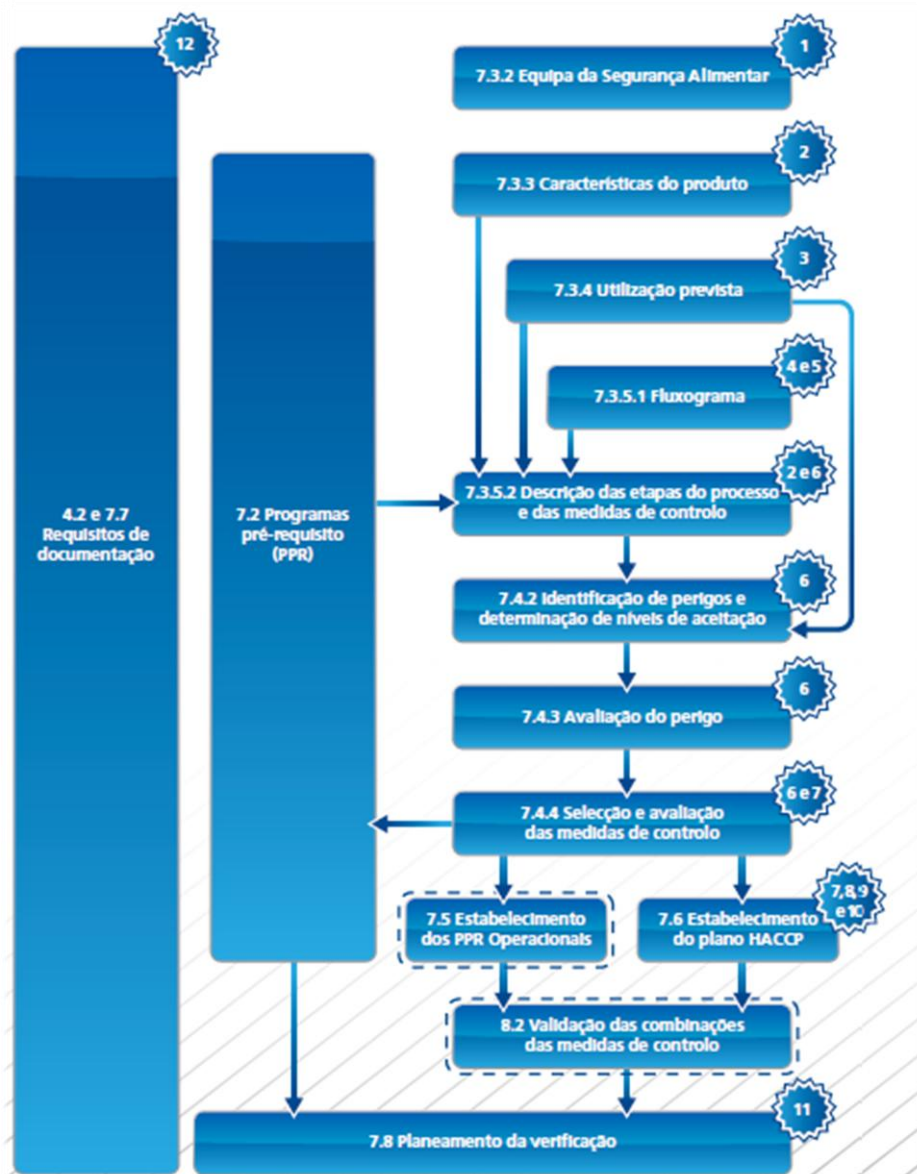 12
1
7.3.2 Equipa da Segurança Alimentar
2
7.3.3 Características do produto
3
7.3.4 Utilização prevista
4 e 5
7.3.5.1 Fluxograma
2 e 6
7.3.5.2 Descrição das etapas do processo
e das medidas de controlo
4.2 e 7.7
Requisitos de
documentação
7.2 Programas
pré-requisito
(PPR)
6
7.4.2 Identificação de perigos e
determinação de níveis de aceitação
6
7.4.3 Avaliação do perigo
6 e 7
7.4.4 Selecção e avaliação
das medidas de controlo
7,8,9
e 10
7.5 Estabelecimento
dos PPR Operacionais
7.6 Estabelecimento
do plano HACCP
8.2 Validação das combinações
das medidas de controlo
11
7.8 Planeamento da verificação